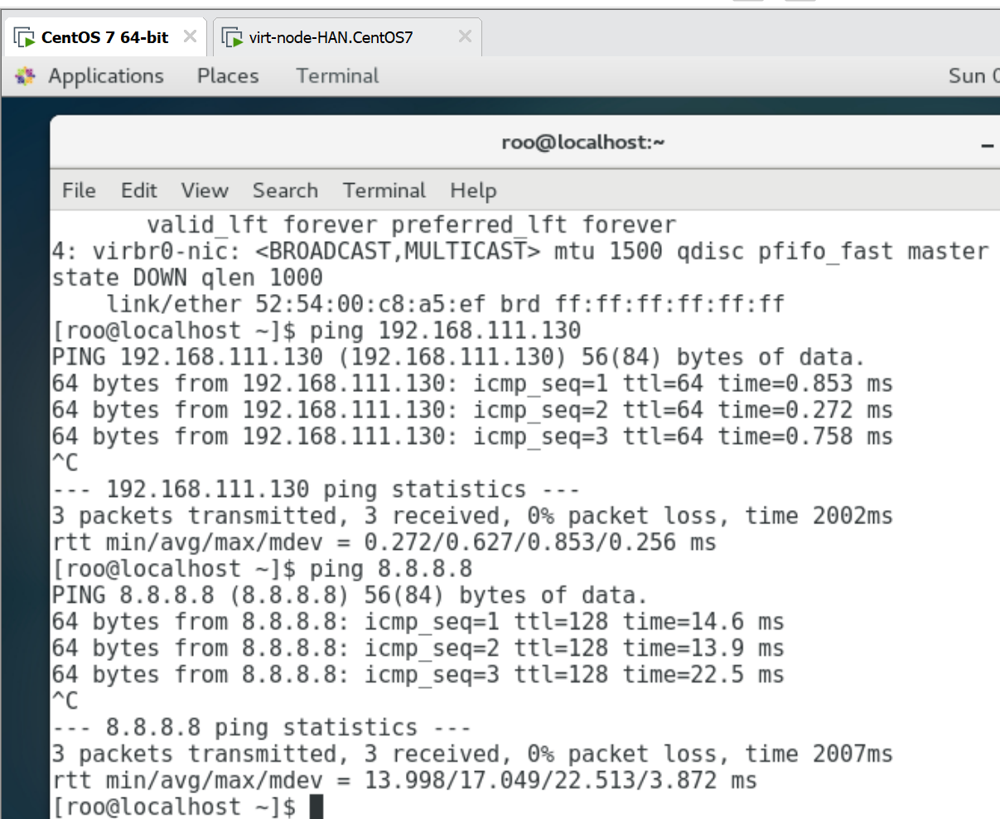 CentOS 7 64-bit
virt-node-HAN.CentOS7
Applications Places Terminal Sun 0
roo@localhost:~
File Edit View Search Terminal Help
valid_lft forever preferred_lft forever
4: virbr0-nic: <BROADCAST,MULTICAST> mtu 1500 qdisc pfifo_fast master
state DOWN qlen 1000
link/ether 52:54:00:c8:a5:ef brd ff:ff:ff:ff:ff:ff
[roo@localhost ~]$ ping 192.168.111.130
PING 192.168.111.130 (192.168.111.130) 56(84) bytes of data.
64 bytes from 192.168.111.130: icmp_seq=1 ttl=64 time=0.853 ms
64 bytes from 192.168.111.130: icmp_seq=2 ttl=64 time=0.272 ms
64 bytes from 192.168.111.130: icmp_seq=3 ttl=64 time=0.758 ms
^C
--- 192.168.111.130 ping statistics ---
3 packets transmitted, 3 received, 0% packet loss, time 2002ms
rtt min/avg/max/mdev = 0.272/0.627/0.853/0.256 ms
[roo@localhost ~]$ ping 8.8.8.8
PING 8.8.8.8 (8.8.8.8) 56(84) bytes of data.
64 bytes from 8.8.8.8: icmp_seq=1 ttl=128 time=14.6 ms
64 bytes from 8.8.8.8: icmp_seq=2 ttl=128 time=13.9 ms
64 bytes from 8.8.8.8: icmp_seq=3 ttl=128 time=22.5 ms
^C
--- 8.8.8.8 ping statistics ---
3 packets transmitted, 3 received, 0% packet loss, time 2007ms
rtt min/avg/max/mdev = 13.998/17.049/22.513/3.872 ms
[roo@localhost ~]$